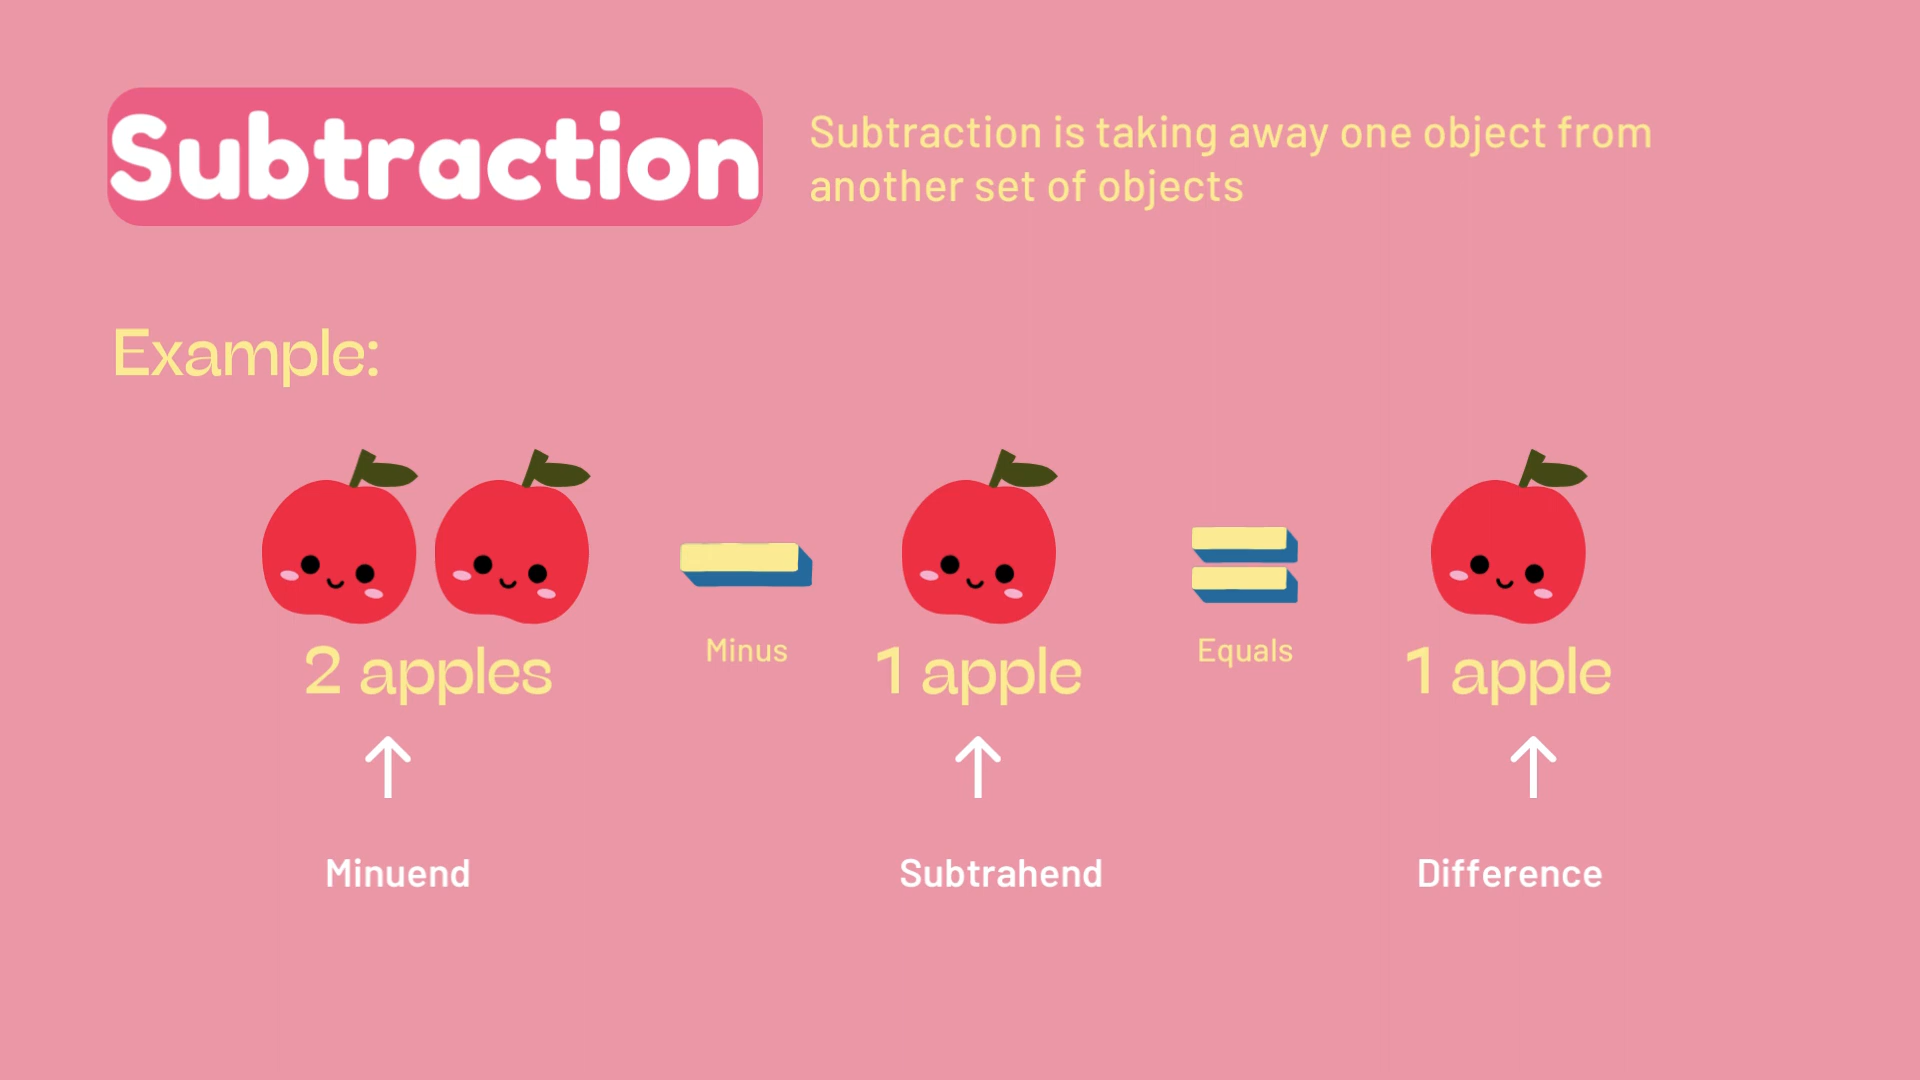 Subtraction
Subtraction is taking away one object from
another set of objects
Example:
2 apples
Minus
1 apple
Equals
1 apple
Minuend
Subtrahend
Difference